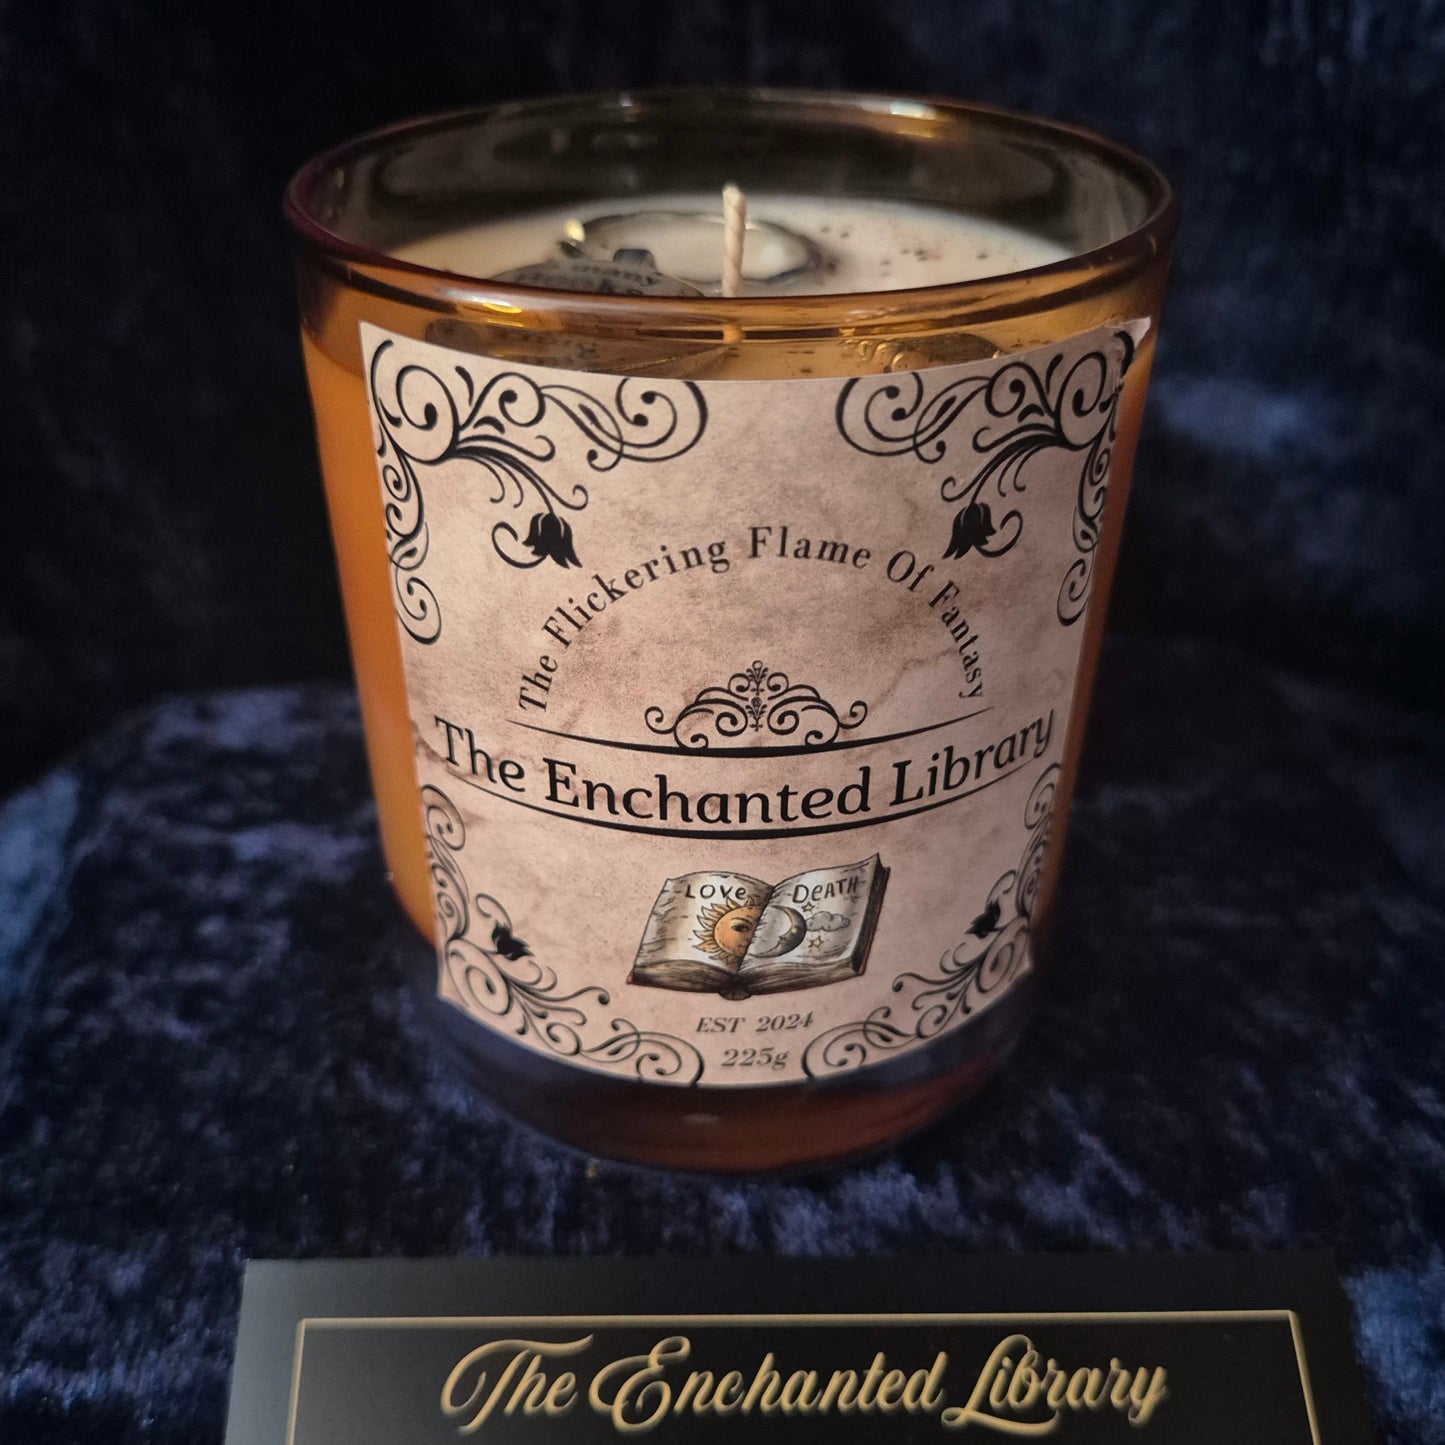 The Flickering Flame Of Fantasy
The Enchanted Library
LOVE DEATH
EST 2024
225g
The Enchanted Library